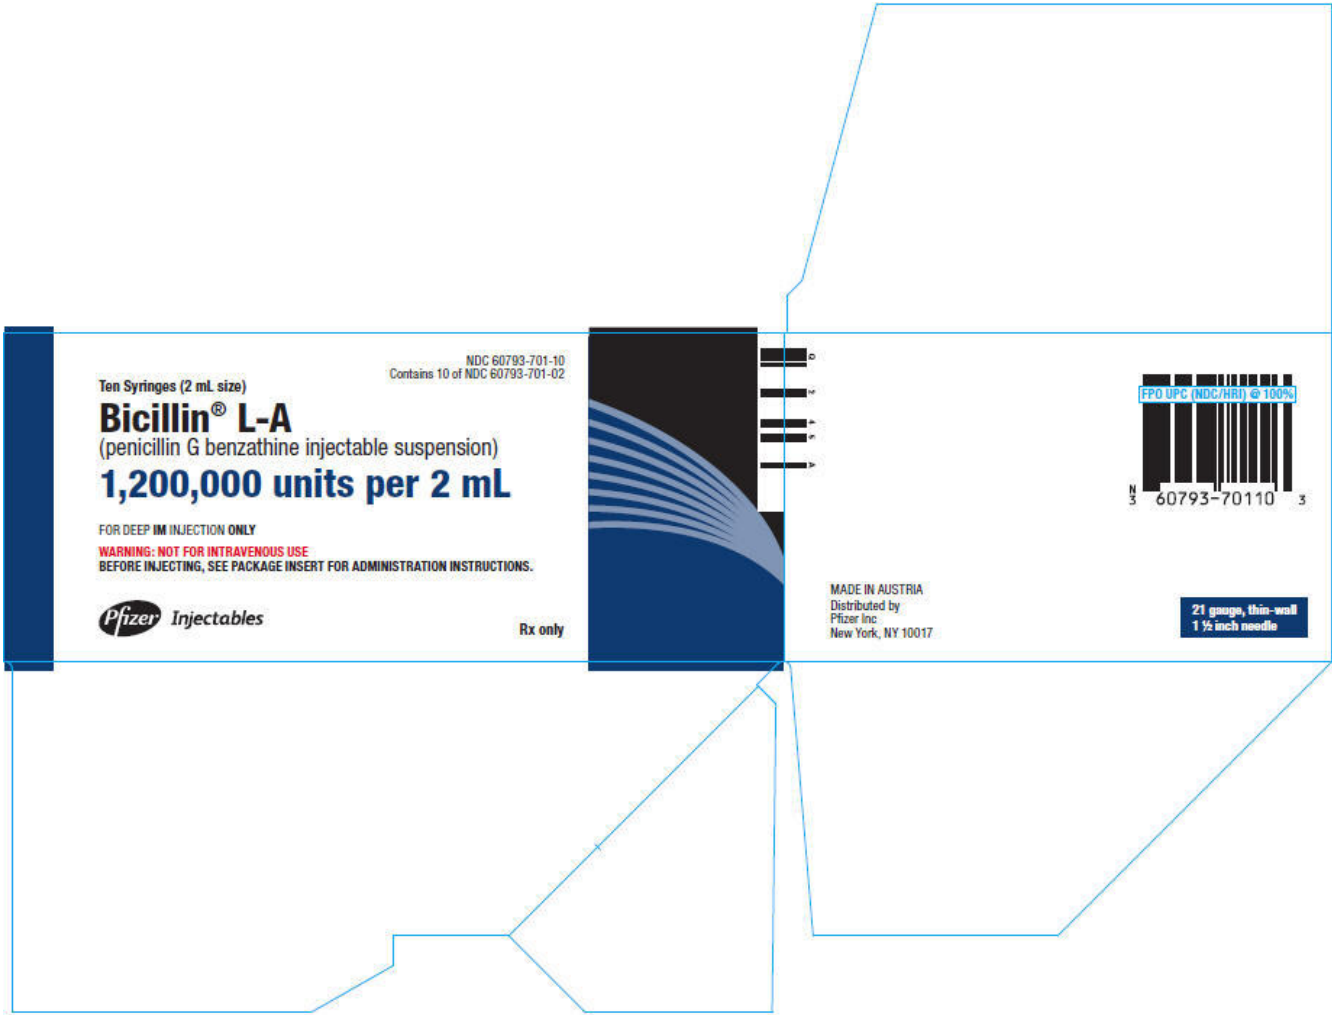 NDC 60793-701-10
Contains 10 of NDC 60793-701-02
Ten Syringes (2 mL size)
Bicillin® L-A
(penicillin G benzathine injectable suspension)
1,200,000 units per 2 mL
FOR DEEP IM INJECTION ONLY
WARNING: NOT FOR INTRAVENOUS USE
BEFORE INJECTING, SEE PACKAGE INSERT FOR ADMINISTRATION INSTRUCTIONS.
Pfizer Injectables
Rx only
FPO UPC (NDC/HRI) @ 100%
N
3 60793-70110 3
MADE IN AUSTRIA
Distributed by
Pfizer Inc
New York, NY 10017
21 gauge, thin-wall
1 ½ inch needle